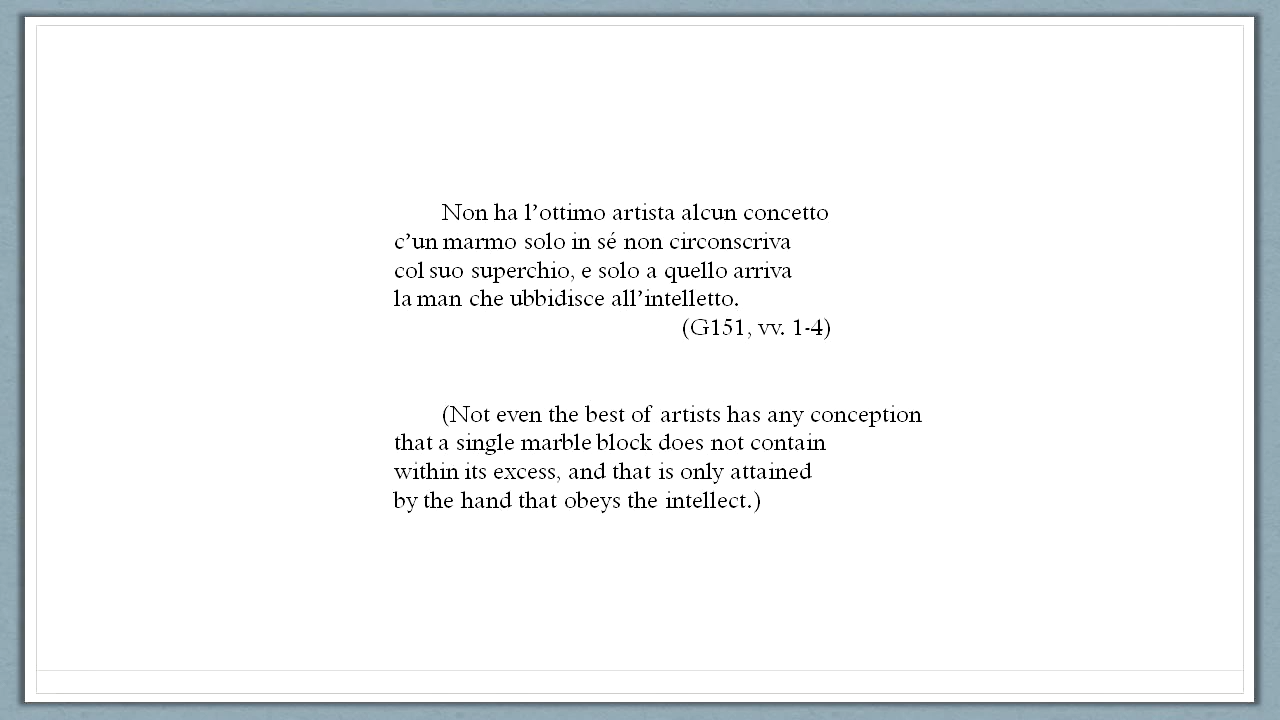 Non ha l’ottimo artista alcun concetto
c’un marmo solo in sé non circonscriva
col suo superchio, e solo a quello arriva
la man che ubbidisce all’intelletto.
(G151, vv. 1-4)
(Not even the best of artists has any conception
that a single marble block does not contain
within its excess, and that is only attained
by the hand that obeys the intellect.)